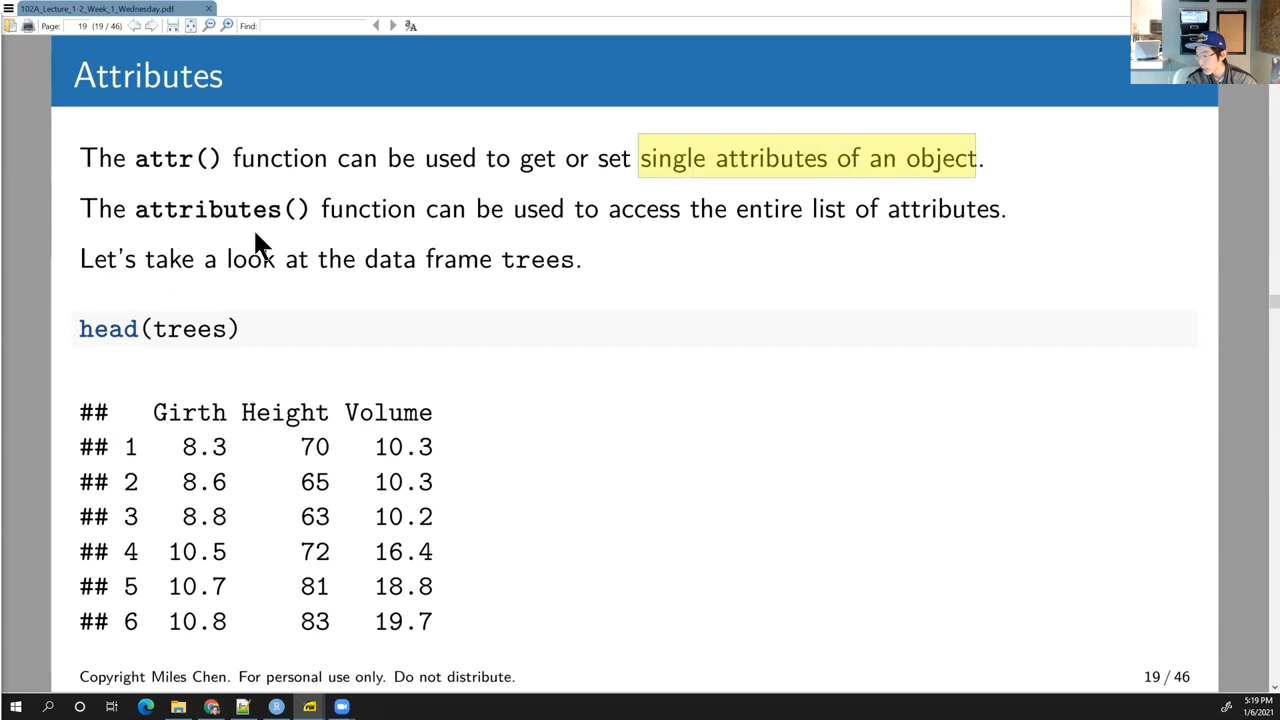 102A_Lecture_1-2_Week_1_Wednesday.pdf
Page: 19 (19 / 46) Find:
Attributes
The attr() function can be used to get or set single attributes of an object.
The attributes() function can be used to access the entire list of attributes.
Let's take a look at the data frame trees.
head(trees)
## Girth Height Volume
## 1 8.3 70 10.3
## 2 8.6 65 10.3
## 3 8.8 63 10.2
## 4 10.5 72 16.4
## 5 10.7 81 18.8
## 6 10.8 83 19.7
Copyright Miles Chen. For personal use only. Do not distribute. 19 / 46
5:19 PM
1/6/2021